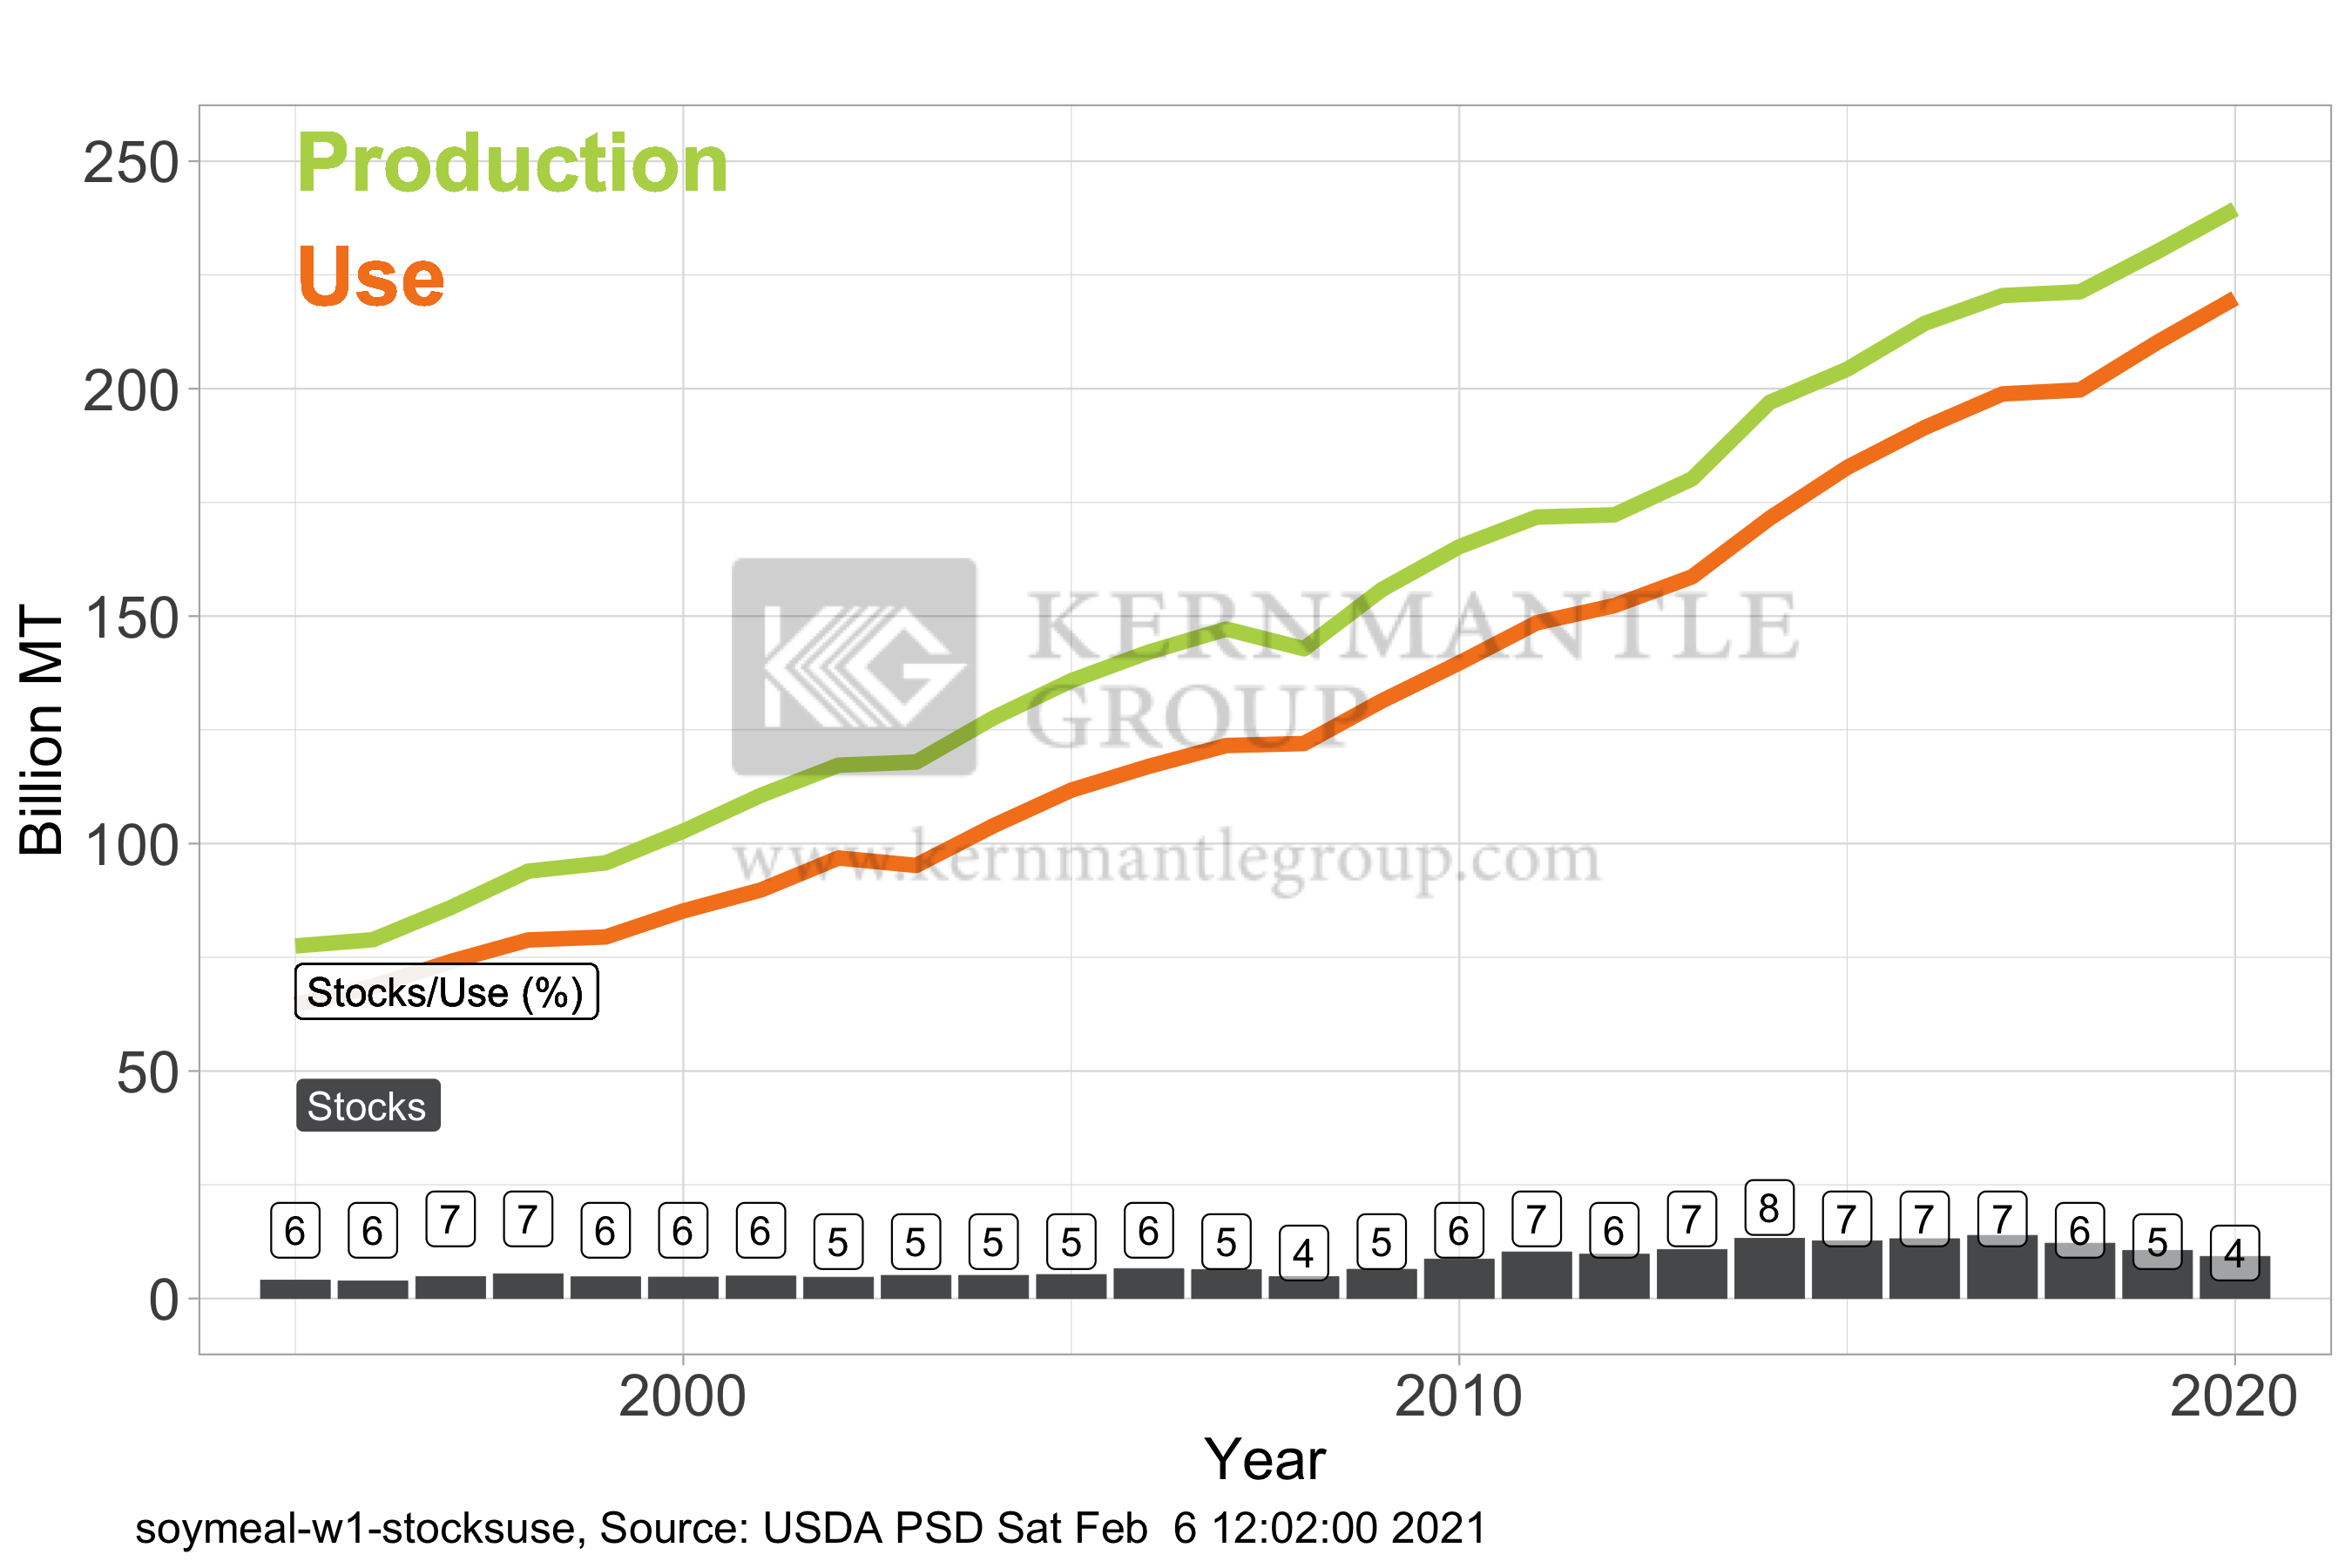 Production
Use
250
200
150
100
50
0
Billion MT
KERNMANTLE
GROUP
www.kernmantlegroup.com
Stocks/Use (%)
Stocks
6 6 7 7 6 6 6 5 5 5 5 6 5 4 5 6 7 6 7 8 7 7 7 6 5 4
2000 2010 2020
Year
soymeal-w1-stocksuse, Source: USDA PSD Sat Feb  6 12:02:00 2021